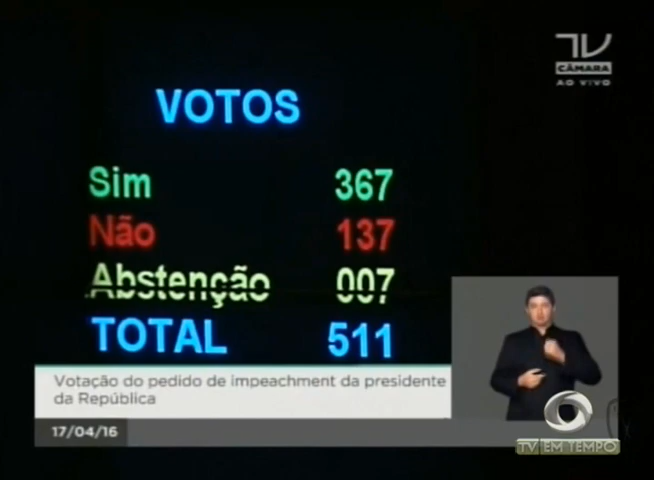 TV
CÂMARA
AO VIVO
VOTOS
Sim 367
Não 137
Abstenção 007
TOTAL 511
Votação do pedido de impeachment da presidente
da República
17/04/16
TV EM TEMPO